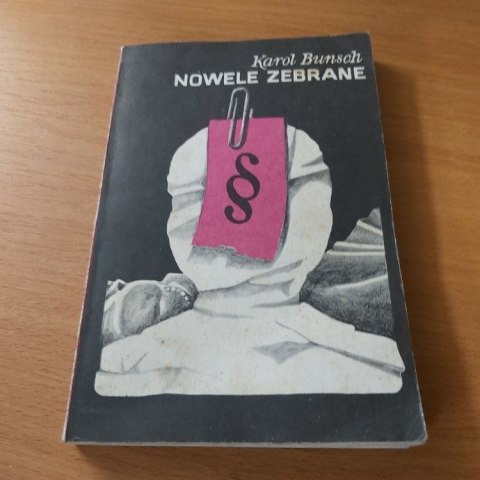 Karol Bunsch
NOWELE ZEBRANE
§